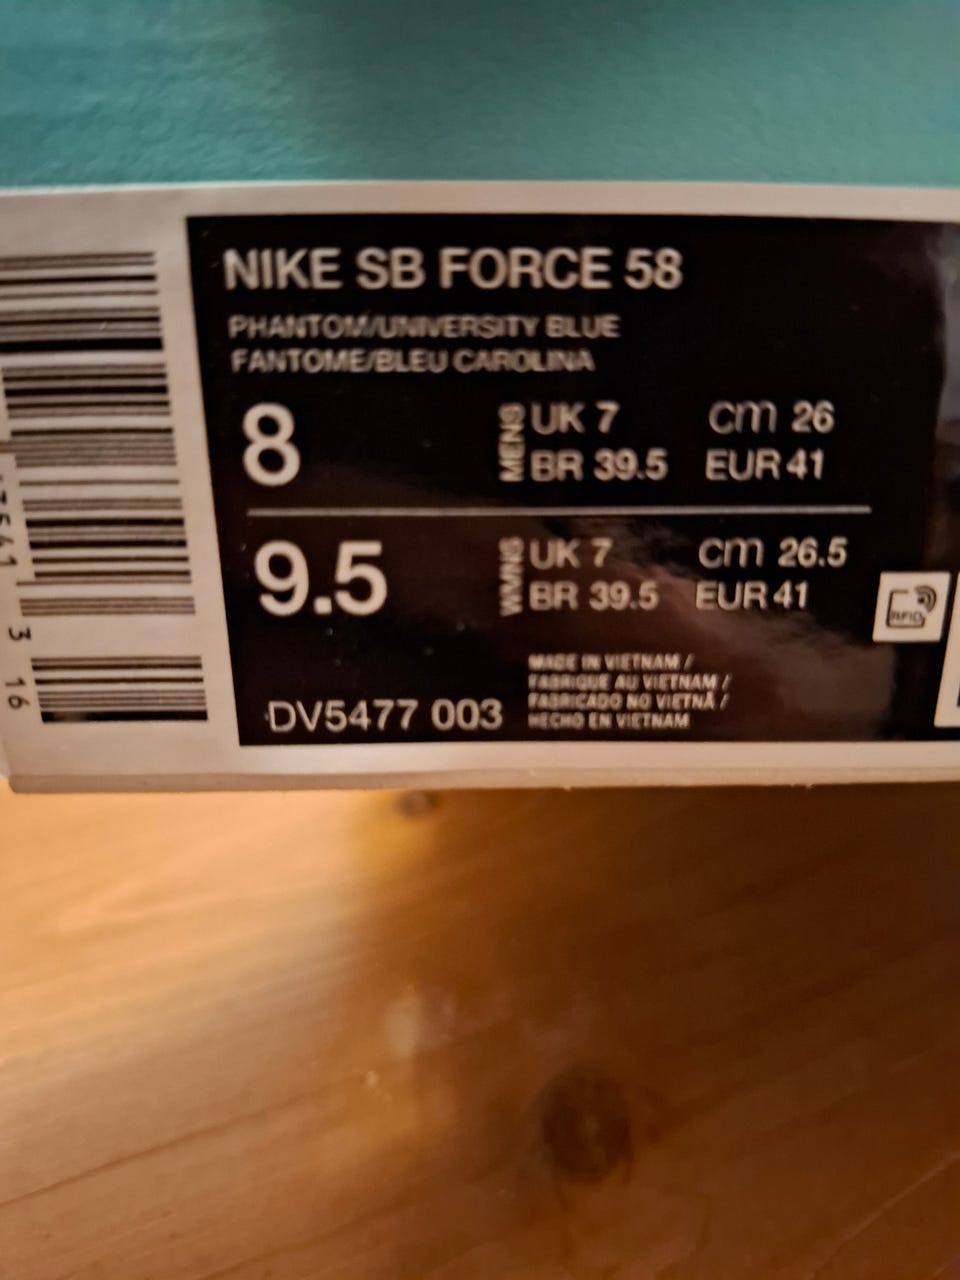 NIKE SB FORCE 58
PHANTOM/UNIVERSITY BLUE
FANTOME/BLEU CAROLINA
8 MENS UK 7 cm 26
BR 39.5 EUR 41
9.5 WMNS UK 7 cm 26.5
BR 39.5 EUR 41
RFID
MADE IN VIETNAM /
FABRIQUE AU VIETNAM /
FABRICADO NO VIETNÃ /
HECHO EN VIETNAM
DV5477 003
3 16